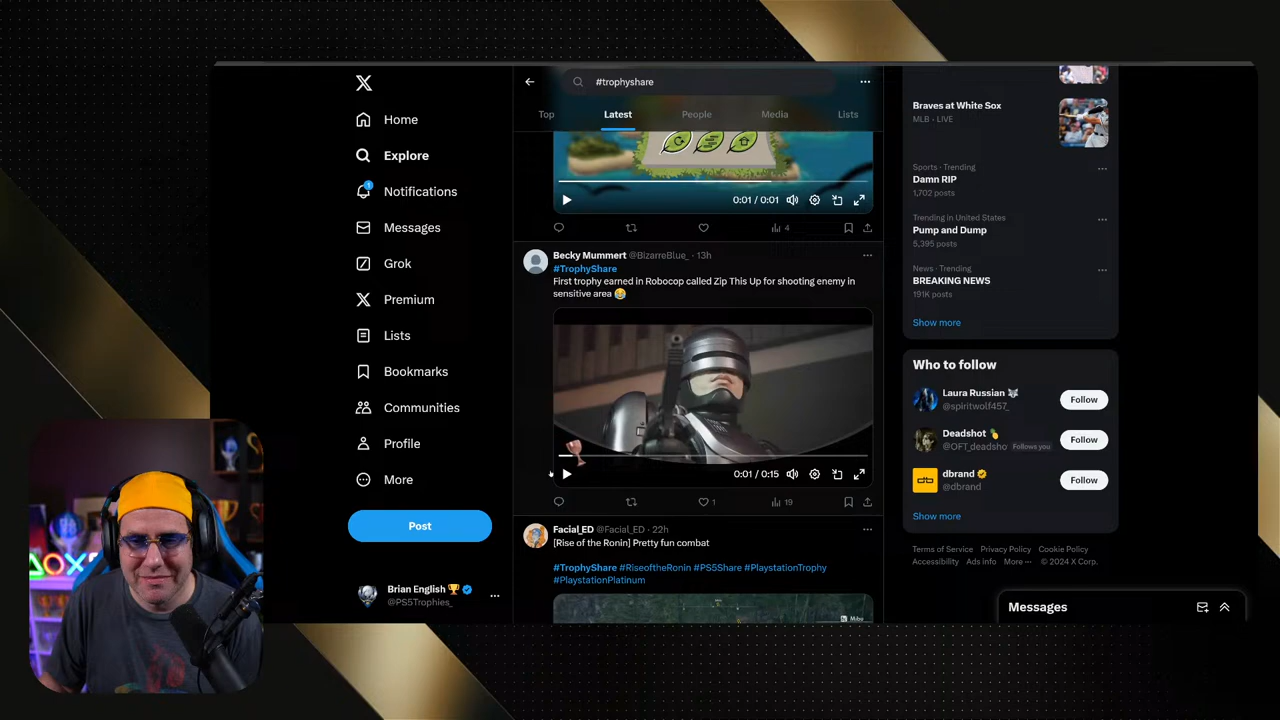 Home
Explore
1
Notifications
Messages
Grok
Premium
Lists
Bookmarks
Communities
Profile
More
Post
Brian English 🏆
@PS5Trophies_
#trophyshare
Top
Latest
People
Media
Lists
0:01 / 0:01
4
Becky Mummert @BizarroBlue_ · 13h
#TrophyShare
First trophy earned in Robocop called Zip This Up for shooting enemy in
sensitive area 😂
0:01 / 0:15
1
19
Facial_ED @Facial_ED · 22h
[Rise of the Ronin] Pretty fun combat
#TrophyShare #RiseoftheRonin #PS5Share #PlaystationTrophy
#PlaystationPlatinum
Braves at White Sox
MLB · LIVE
Sports · Trending
Damn RIP
1,702 posts
Trending in United States
Pump and Dump
5,395 posts
News · Trending
BREAKING NEWS
191K posts
Show more
Who to follow
Laura Russian 🐺
@spiritwolf457_
Follow
Deadshot 🍍
@OFT_deadsho Follows you
Follow
dbrand
@dbrand
Follow
Show more
Terms of Service Privacy Policy Cookie Policy
Accessibility Ads info More ··· © 2024 X Corp.
Messages